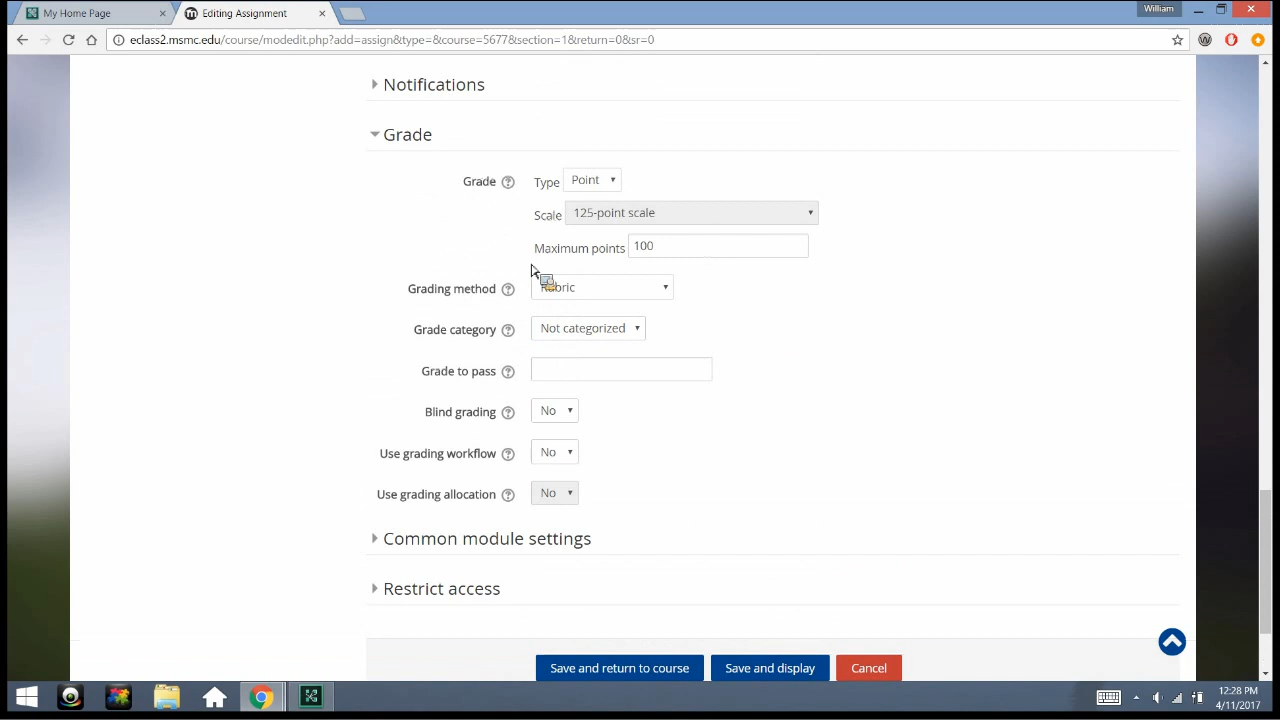 William
My Home Page
Editing Assignment
eclass2.msmc.edu/course/modedit.php?add=assign&type=&course=5677&section=1&return=0&sr=0
Notifications
Grade
Grade Type Point
Scale 125-point scale
Maximum points 100
Grading method
Grade category Not categorized
Grade to pass
Blind grading No
Use grading workflow No
Use grading allocation No
Common module settings
Restrict access
Save and return to course Save and display Cancel
12:28 PM
4/11/2017